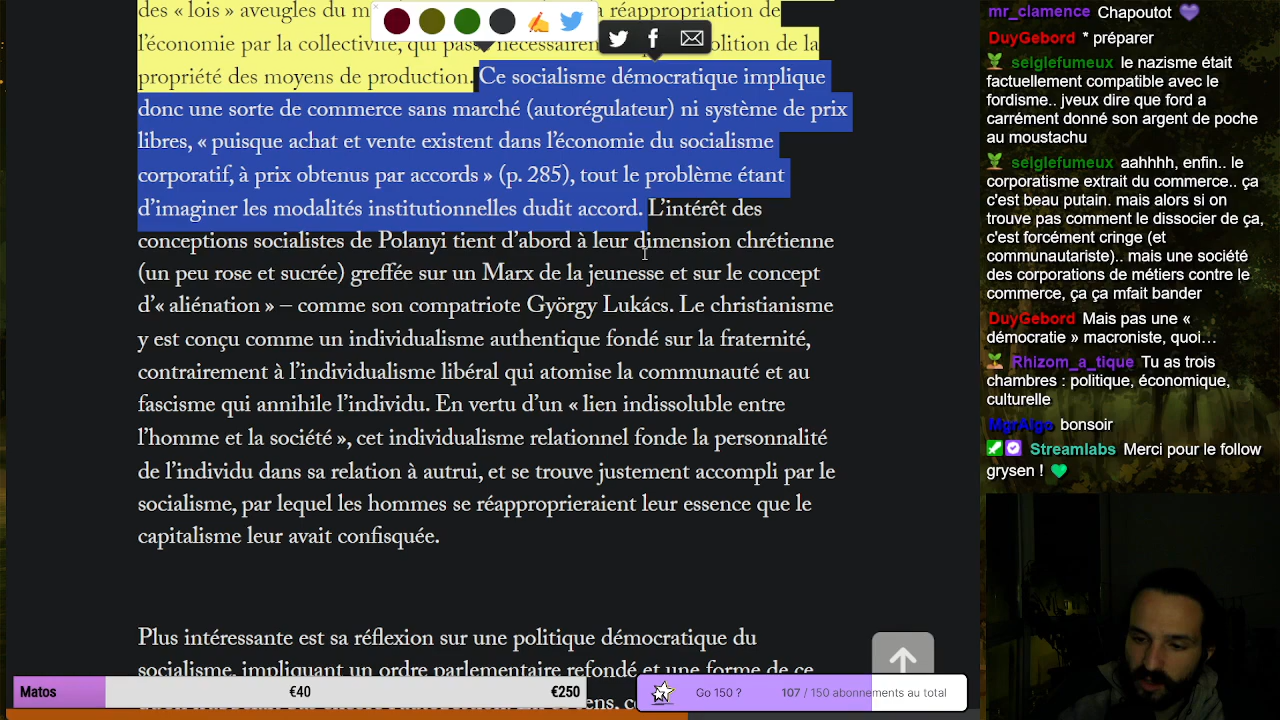 des « lois » aveugles du
réappropriation de
l’économie par la collectivité, qui
de la
propriété des moyens de production. Ce socialisme démocratique implique
donc une sorte de commerce sans marché (autorégulateur) ni système de prix
libres, « puisque achat et vente existent dans l’économie du socialisme
corporatif, à prix obtenus par accords » (p. 285), tout le problème étant
d’imaginer les modalités institutionnelles dudit accord. L’intérêt des
conceptions socialistes de Polanyi tient d’abord à leur dimension chrétienne
(un peu rose et sucrée) greffée sur un Marx de la jeunesse et sur le concept
d’« aliénation » – comme son compatriote György Lukács. Le christianisme
y est conçu comme un individualisme authentique fondé sur la fraternité,
contrairement à l’individualisme libéral qui atomise la communauté et au
fascisme qui annihile l’individu. En vertu d’un « lien indissoluble entre
l’homme et la société », cet individualisme relationnel fonde la personnalité
de l’individu dans sa relation à autrui, et se trouve justement accompli par le
socialisme, par lequel les hommes se réapproprieraient leur essence que le
capitalisme leur avait confisquée.
Plus intéressante est sa réflexion sur une politique démocratique du
socialisme, impliquant un ordre parlementaire refondé et une forme de ce
Matos
€40
€250
Go 150 ?
107 / 150 abonnements au total
mr_clamence Chapoutot
DuyGebord * préparer
seiglefumeux le nazisme était
factuellement compatible avec le
fordisme.. jveux dire que ford a
carrément donné son argent de poche
au moustachu
seiglefumeux aahhhh, enfin.. le
corporatisme extrait du commerce.. ça
c'est beau putain. mais alors si on
trouve pas comment le dissocier de ça,
c'est forcément cringe (et
communautariste).. mais une société
des corporations de métiers contre le
commerce, ça ça mfait bander
DuyGebord Mais pas une «
démocratie » macroniste, quoi…
Rhizom_a_tique Tu as trois
chambres : politique, économique,
culturelle
MgrAlgo bonsoir
Streamlabs Merci pour le follow
grysen !